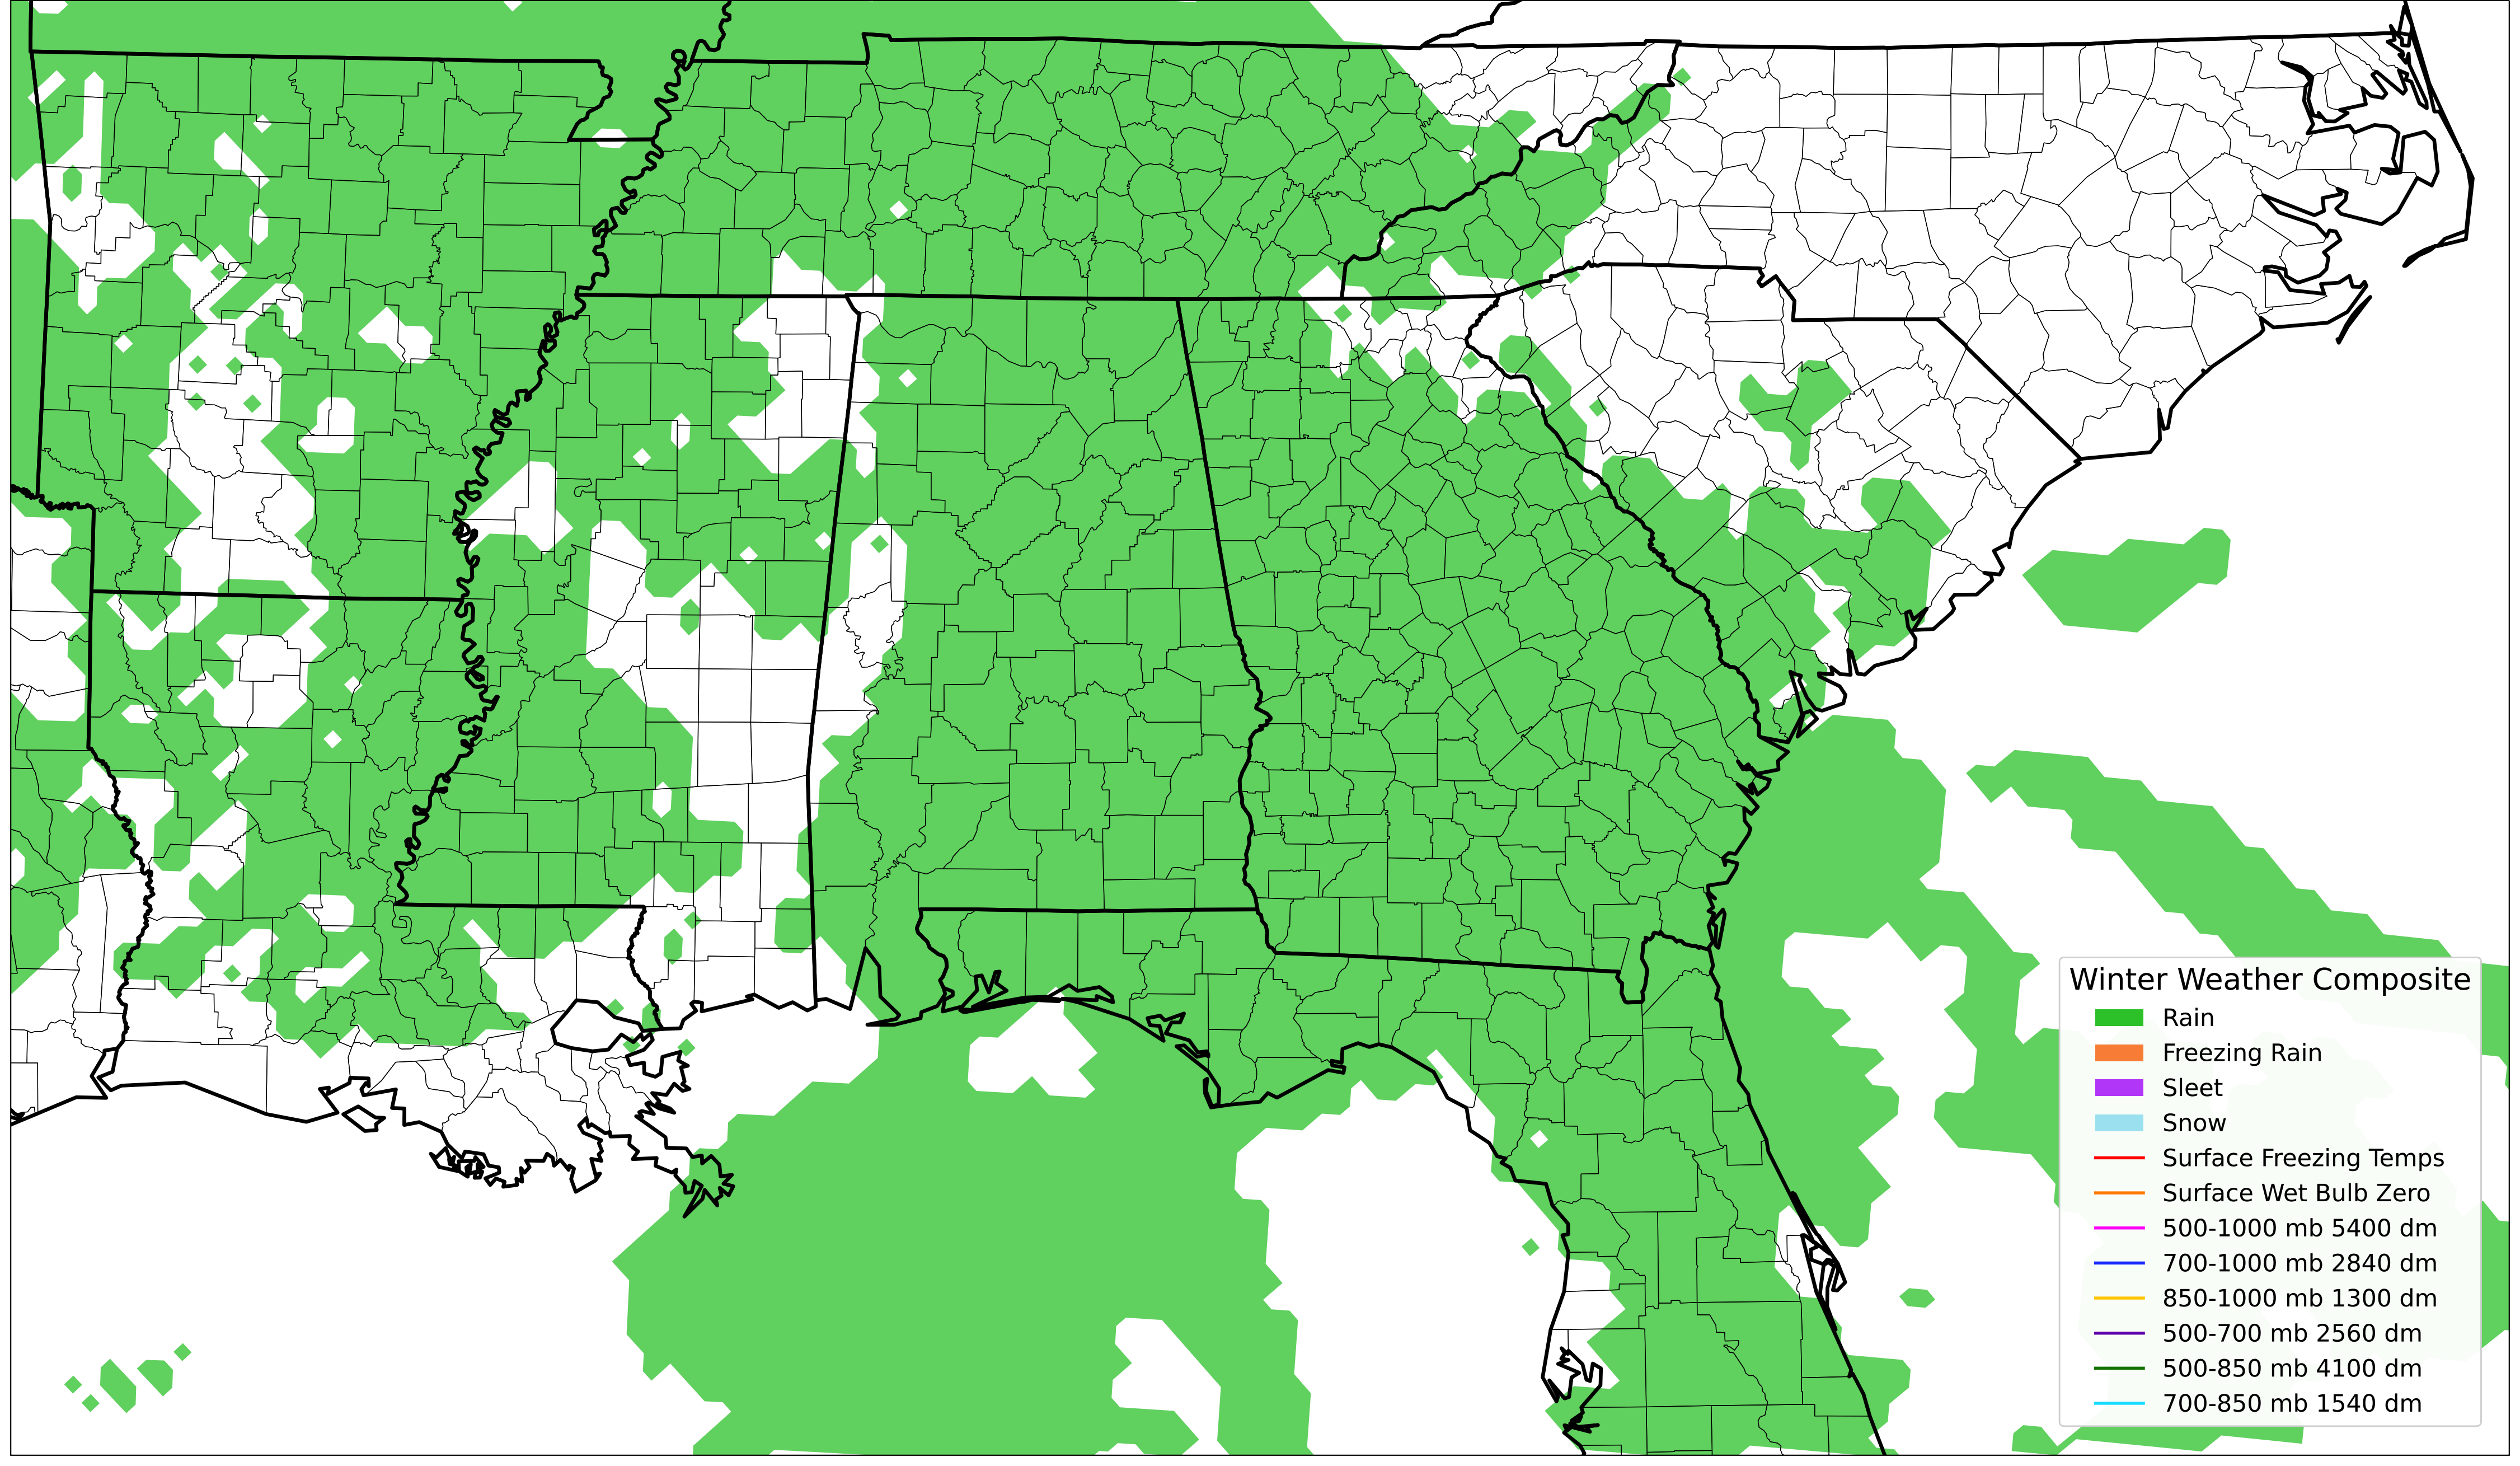 Winter Weather Composite
Rain
Freezing Rain
Sleet
Snow
Surface Freezing Temps
Surface Wet Bulb Zero
500-1000 mb 5400 dm
700-1000 mb 2840 dm
850-1000 mb 1300 dm
500-700 mb 2560 dm
500-850 mb 4100 dm
700-850 mb 1540 dm